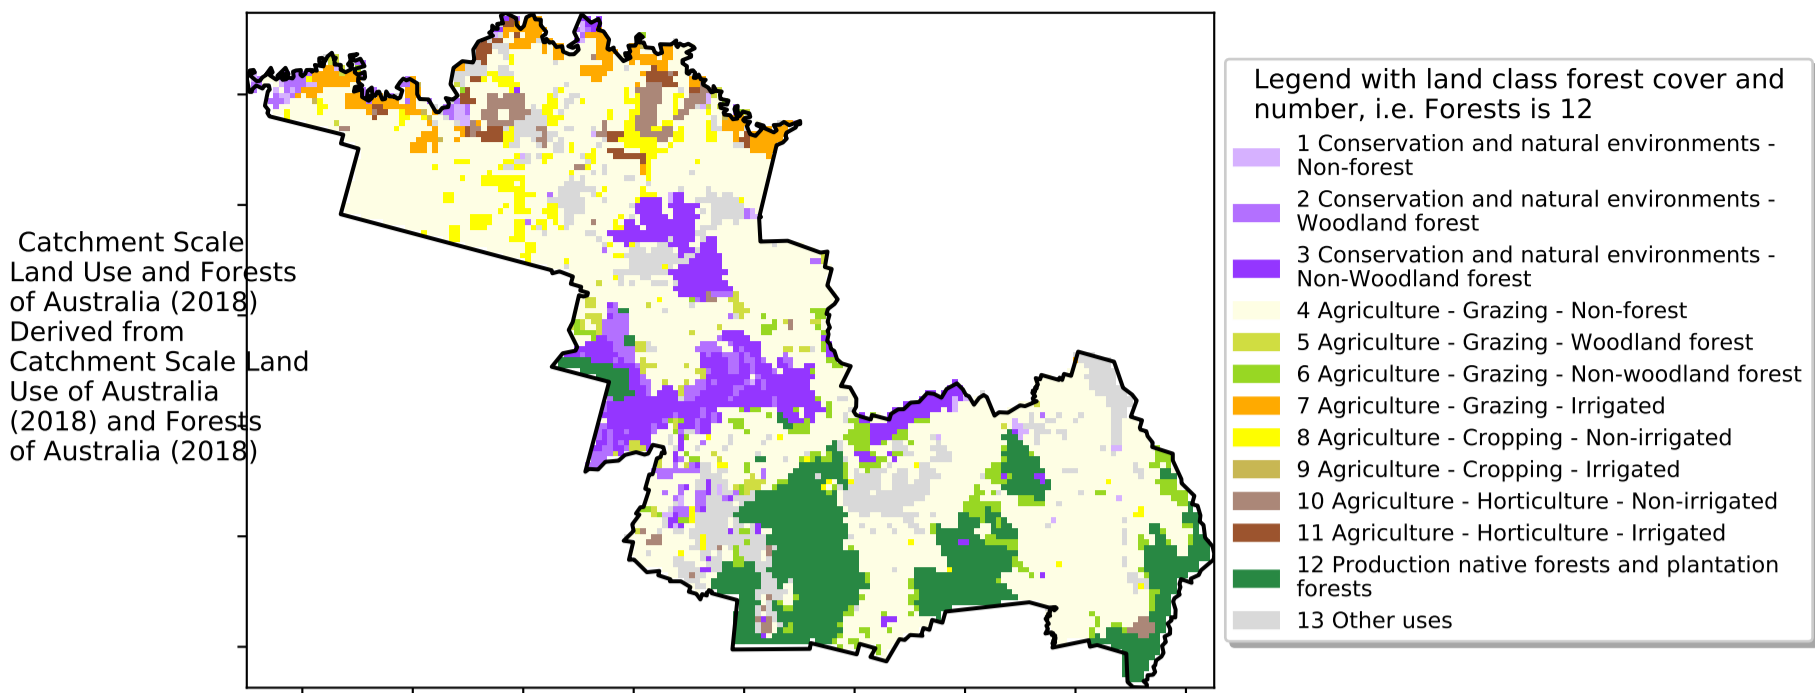 Catchment Scale
Land Use and Forests
of Australia (2018)
Derived from
Catchment Scale Land
Use of Australia
(2018) and Forests
of Australia (2018)
Legend with land class forest cover and
number, i.e. Forests is 12
1 Conservation and natural environments -
Non-forest
2 Conservation and natural environments -
Woodland forest
3 Conservation and natural environments -
Non-Woodland forest
4 Agriculture - Grazing - Non-forest
5 Agriculture - Grazing - Woodland forest
6 Agriculture - Grazing - Non-woodland forest
7 Agriculture - Grazing - Irrigated
8 Agriculture - Cropping - Non-irrigated
9 Agriculture - Cropping - Irrigated
10 Agriculture - Horticulture - Non-irrigated
11 Agriculture - Horticulture - Irrigated
12 Production native forests and plantation
forests
13 Other uses